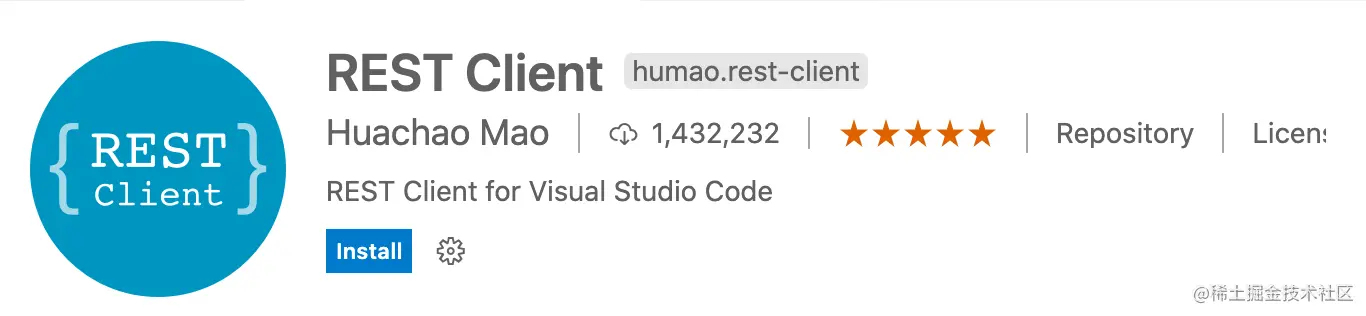 { REST
Client }
REST Client humao.rest-client
Huachao Mao 1,432,232 ★★★★★ Repository
REST Client for Visual Studio Code
Install
@稀土掘金技术社区